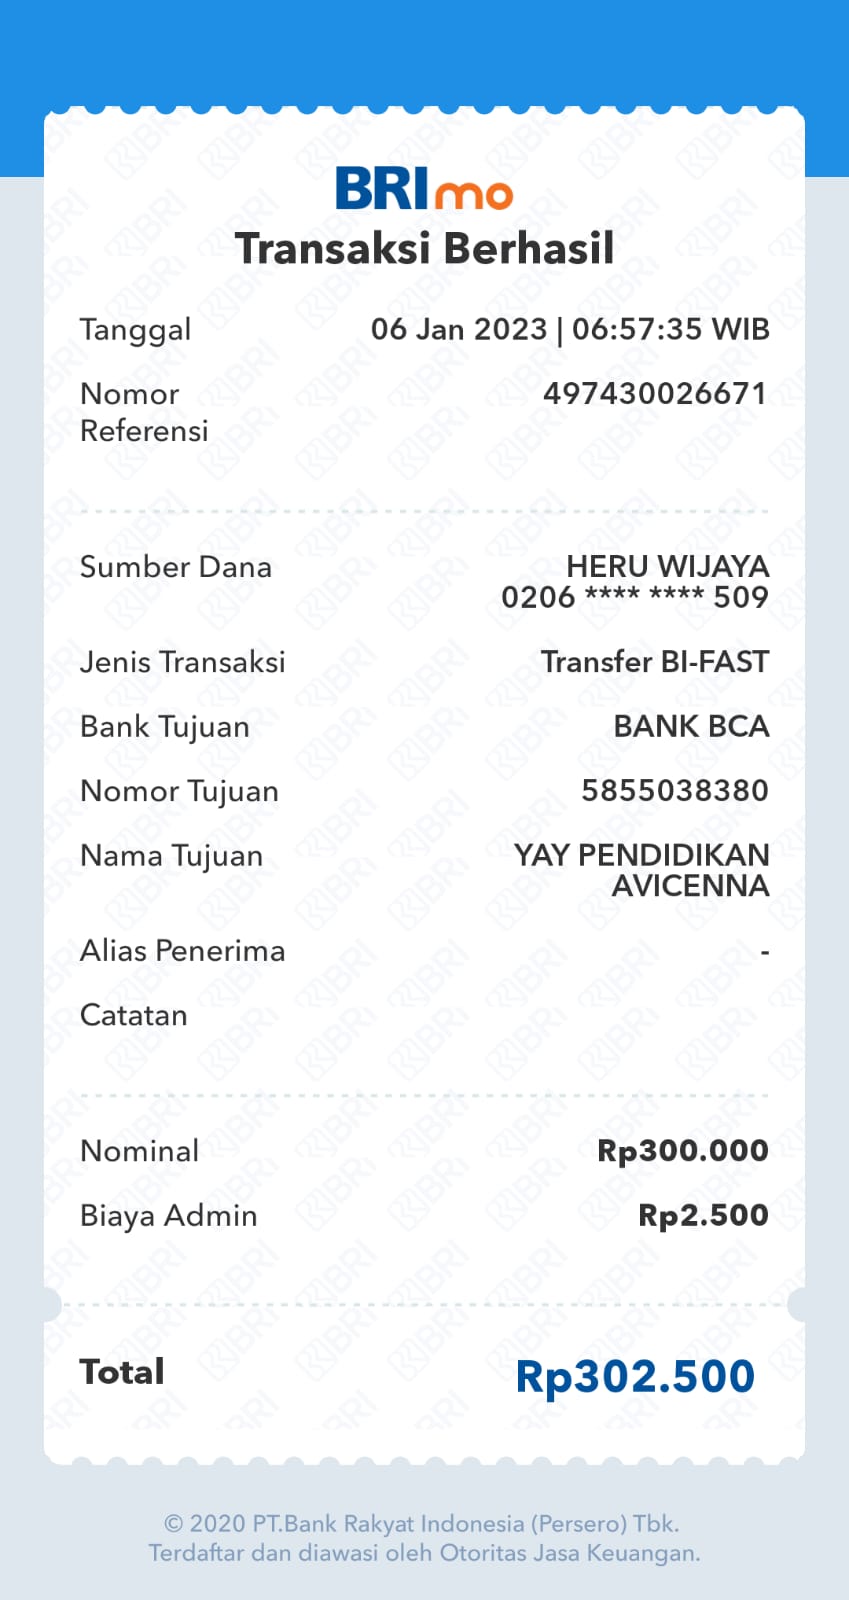 BRImo
Transaksi Berhasil
Tanggal 06 Jan 2023 | 06:57:35 WIB
Nomor Referensi 497430026671
Sumber Dana HERU WIJAYA
0206 **** **** 509
Jenis Transaksi Transfer BI-FAST
Bank Tujuan BANK BCA
Nomor Tujuan 5855038380
Nama Tujuan YAY PENDIDIKAN
AVICENNA
Alias Penerima -
Catatan
Nominal Rp300.000
Biaya Admin Rp2.500
Total Rp302.500
© 2020 PT.Bank Rakyat Indonesia (Persero) Tbk.
Terdaftar dan diawasi oleh Otoritas Jasa Keuangan.